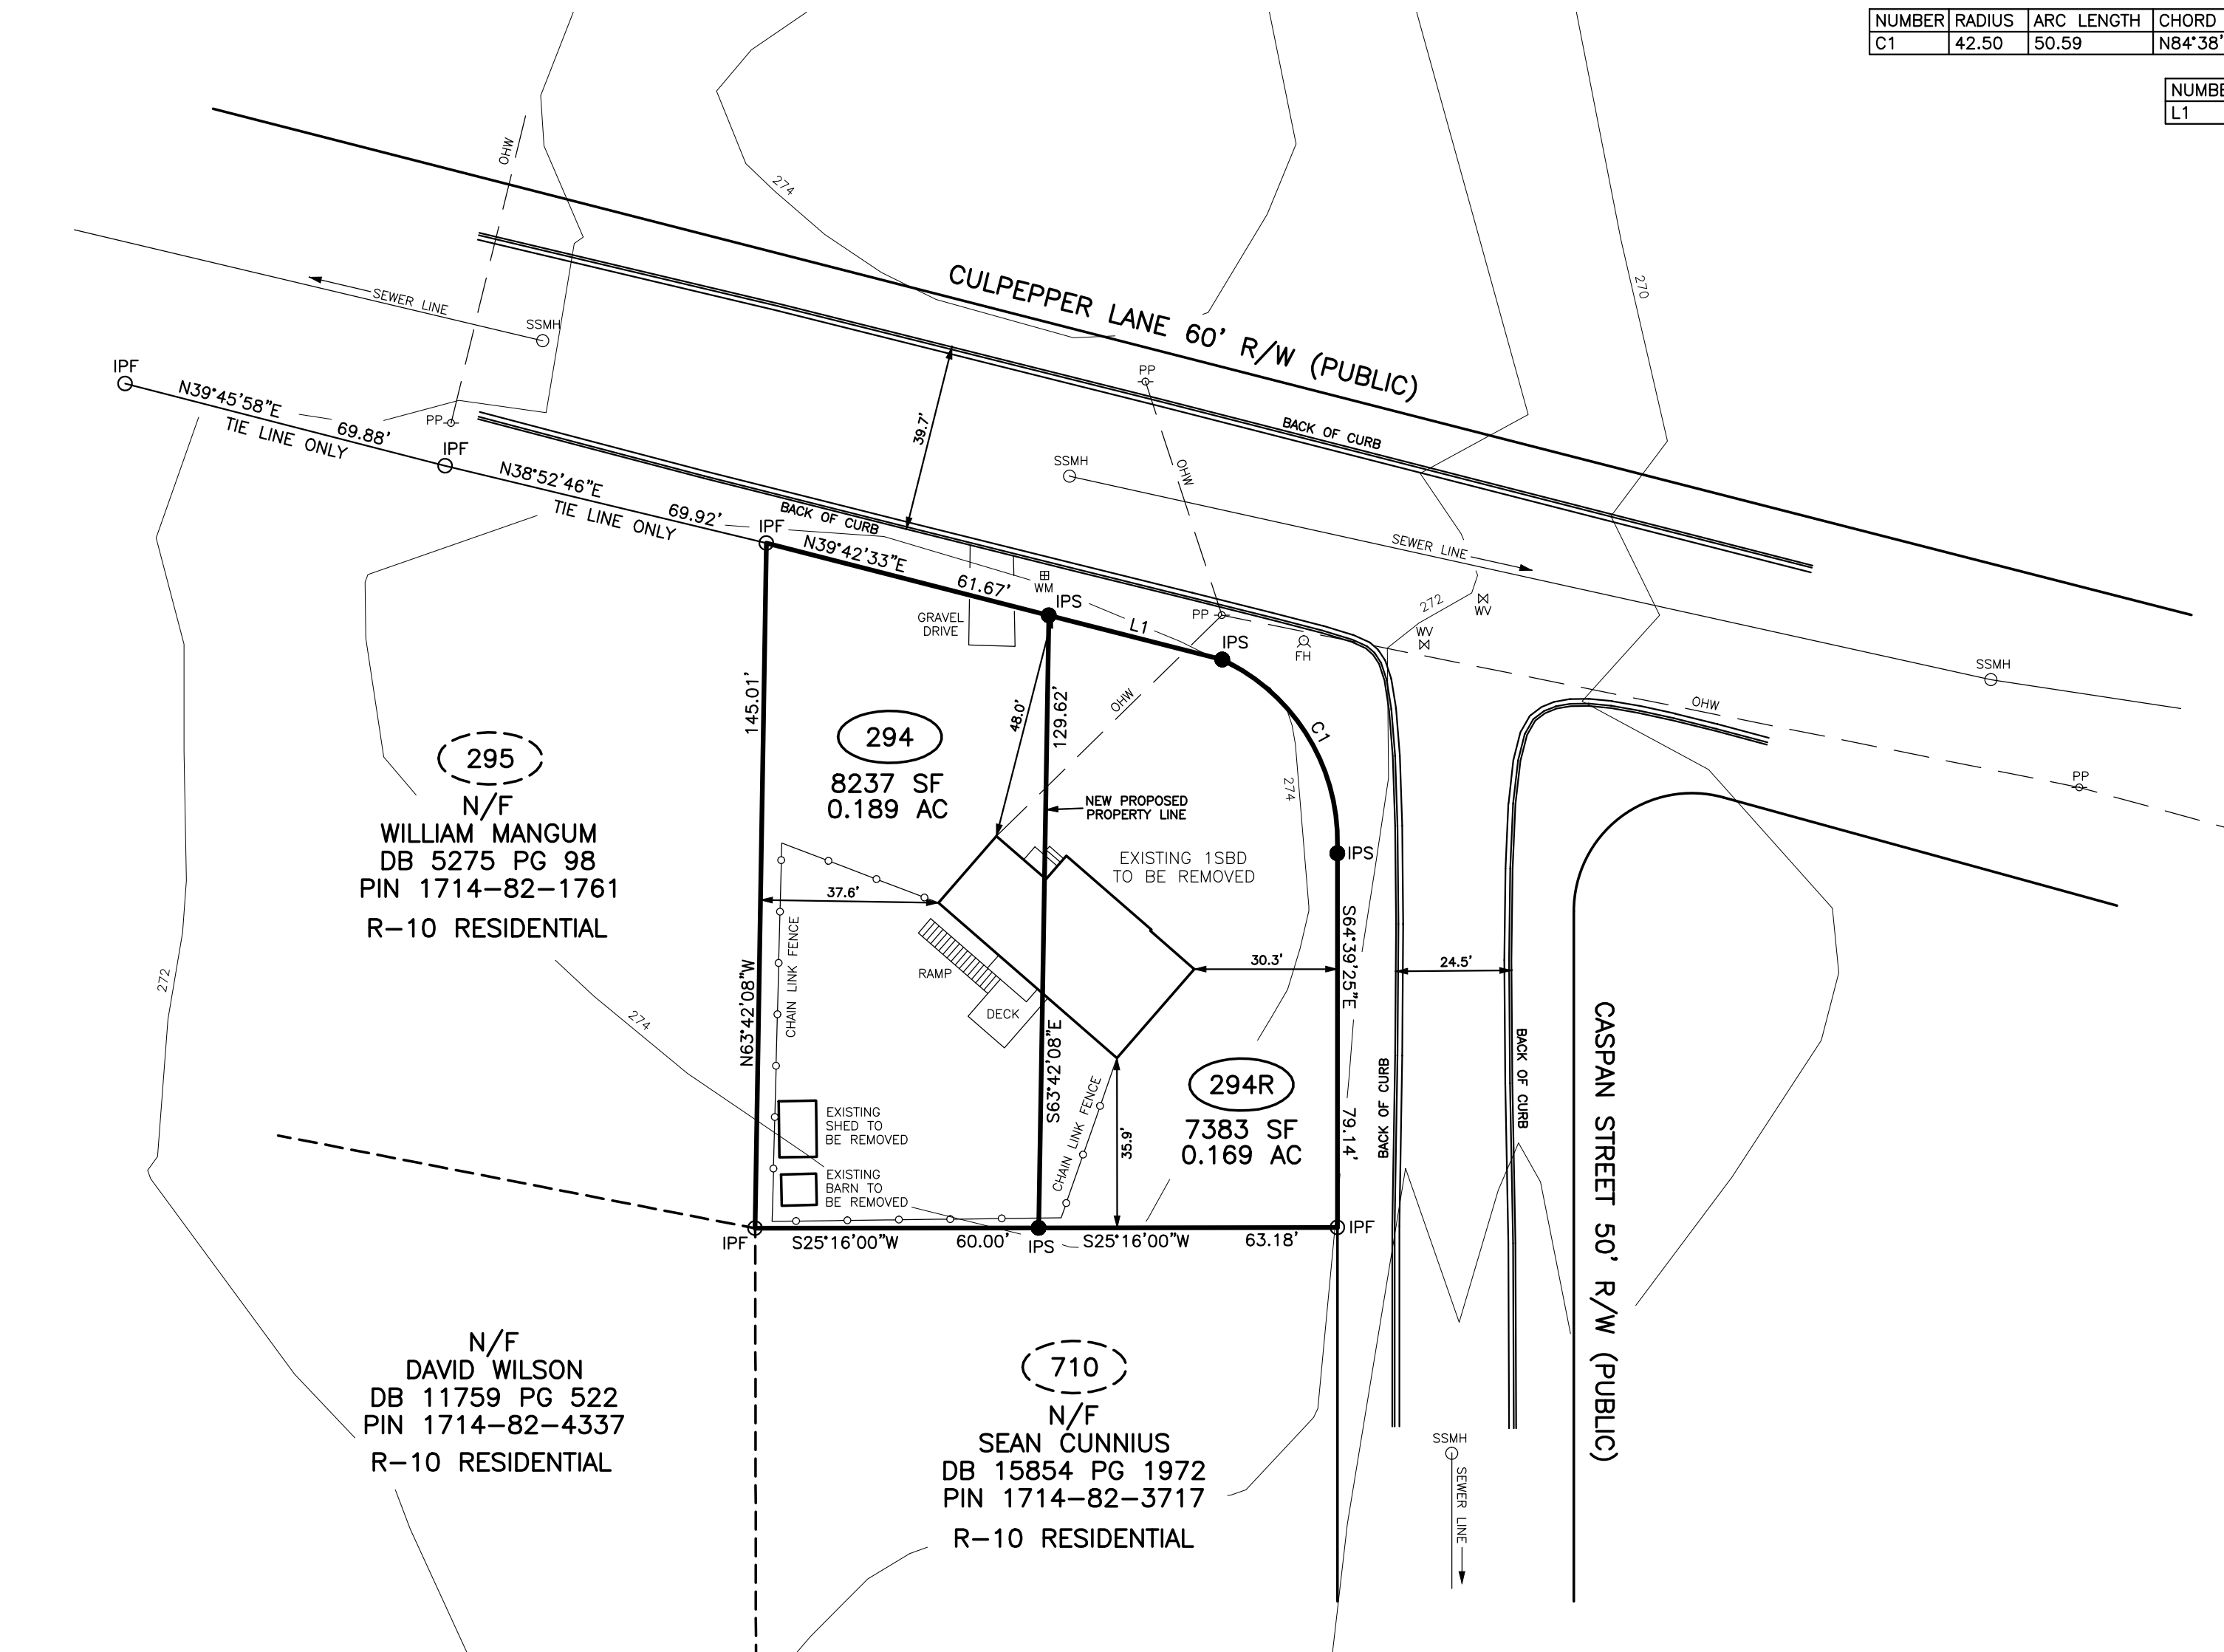 NUMBER RADIUS ARC LENGTH CHORD
C1 42.50 50.59 N84°38'
L1
OHW
274
270
CULPEPPER LANE 60' R/W (PUBLIC)
SEWER LINE
SSMH
IPF
N39°45'58"E
69.88'
TIE LINE ONLY
PP
IPF
N38°52'46"E
69.92'
TIE LINE ONLY
39.7'
PP
BACK OF CURB
SSMH
OHW
SEWER LINE
BACK OF CURB
IPF
N39°42'33"E
61.67'
WM
IPS
L1
PP
IPS
FH
272
WV
WV
SSMH
OHW
PP
GRAVEL
DRIVE
145.01'
N63°42'08"W
48.0'
129.62'
OHW
C1
274
294
8237 SF
0.189 AC
NEW PROPOSED
PROPERTY LINE
295
N/F
WILLIAM MANGUM
DB 5275 PG 98
PIN 1714-82-1761
R-10 RESIDENTIAL
EXISTING 1SBD
TO BE REMOVED
IPS
37.6'
CHAIN LINK FENCE
RAMP
DECK
30.3'
S64°39'25"E
79.14'
24.5'
272
274
S63°42'08"E
CHAIN LINK FENCE
35.9'
294R
7383 SF
0.169 AC
BACK OF CURB
BACK OF CURB
CASPAN STREET 50' R/W (PUBLIC)
EXISTING
SHED TO
BE REMOVED
EXISTING
BARN TO
BE REMOVED
IPF
S25°16'00"W
60.00'
IPS
S25°16'00"W
63.18'
IPF
N/F
DAVID WILSON
DB 11759 PG 522
PIN 1714-82-4337
R-10 RESIDENTIAL
710
N/F
SEAN CUNNIUS
DB 15854 PG 1972
PIN 1714-82-3717
R-10 RESIDENTIAL
SSMH
SEWER LINE